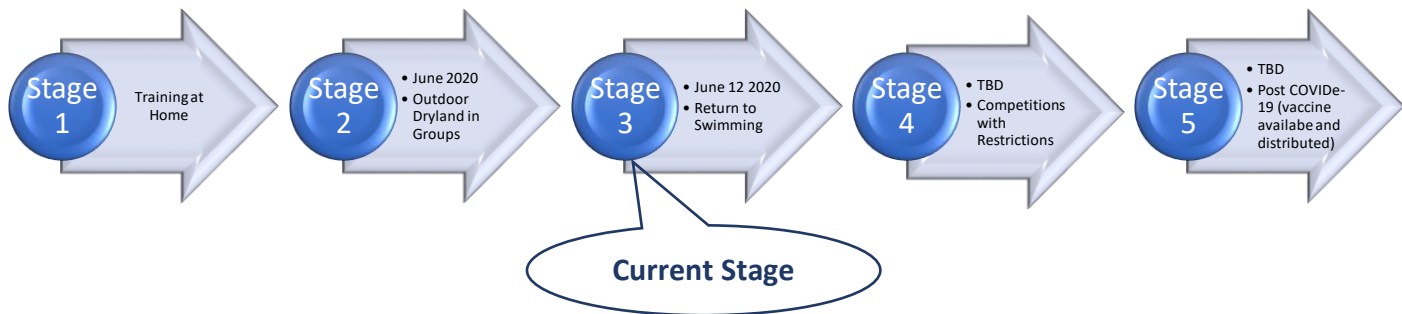 Stage
1
Training at
Home
Stage
2
• June 2020
• Outdoor
Dryland in
Groups
Stage
3
• June 12 2020
• Return to
Swimming
Stage
4
• TBD
• Competitions
with
Restrictions
Stage
5
• TBD
• Post COVIDe-
19 (vaccine
availabe and
distributed)
Current Stage